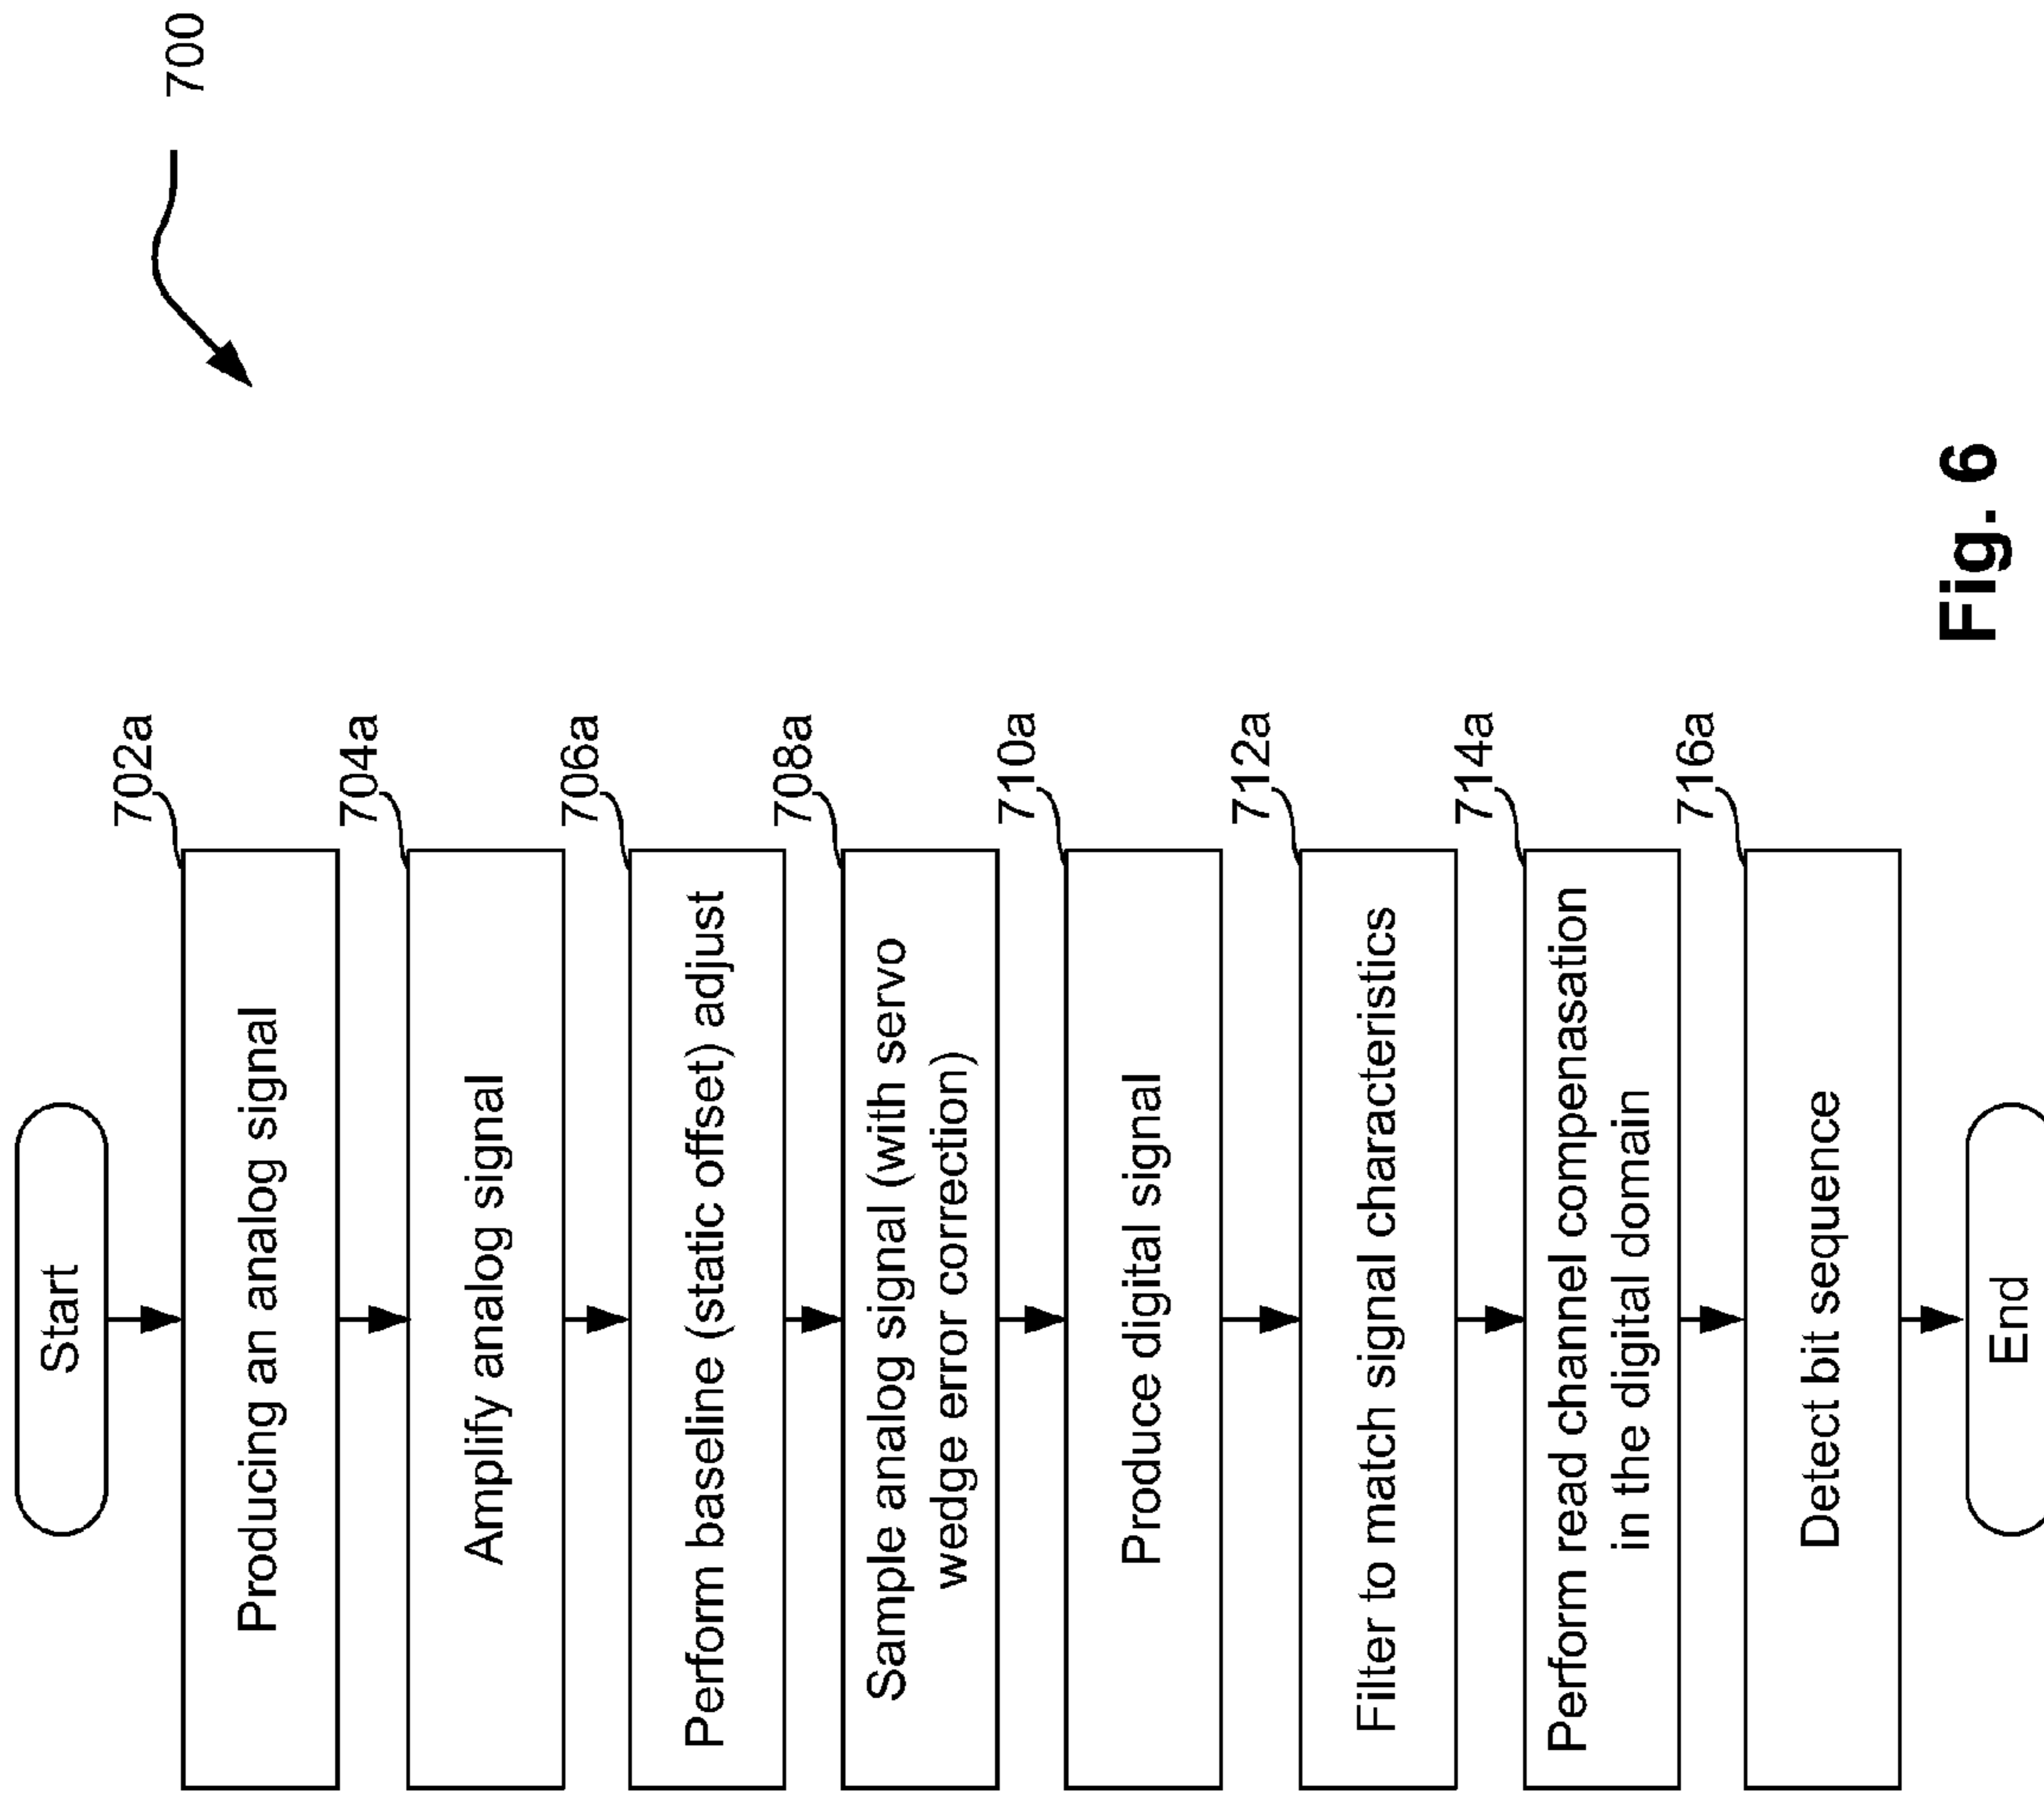 700
Start
702a
Producing an analog signal
704a
Amplify analog signal
706a
Perform baseline (static offset) adjust
708a
Sample analog signal (with servo
wedge error correction)
710a
Produce digital signal
712a
Filter to match signal characteristics
714a
Perform read channel compenasation
in the digital domain
716a
Detect bit sequence
End
Fig. 6